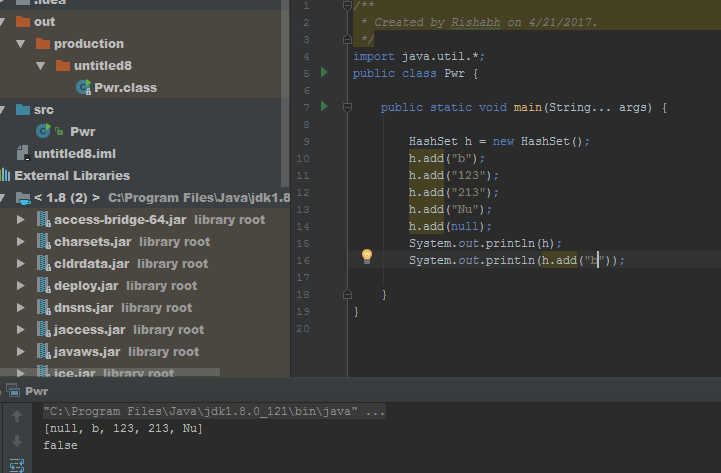 .idea
out
production
untitled8
Pwr.class
src
Pwr
untitled8.iml
External Libraries
< 1.8 (2) > C:\Program Files\Java\jdk1.8
access-bridge-64.jar library root
charsets.jar library root
cldrdata.jar library root
deploy.jar library root
dnsns.jar library root
jaccess.jar library root
javaws.jar library root
ice.jar library root
1 /**
2 * Created by Rishabh on 4/21/2017.
3 */
4 import java.util.*;
5 public class Pwr {
6
7 public static void main(String... args) {
8
9 HashSet h = new HashSet();
10 h.add("b");
11 h.add("123");
12 h.add("213");
13 h.add("Nu");
14 h.add(null);
15 System.out.println(h);
16 System.out.println(h.add("b"));
17
18 }
19 }
20
Pwr
"C:\Program Files\Java\jdk1.8.0_121\bin\java" ...
[null, b, 123, 213, Nu]
false